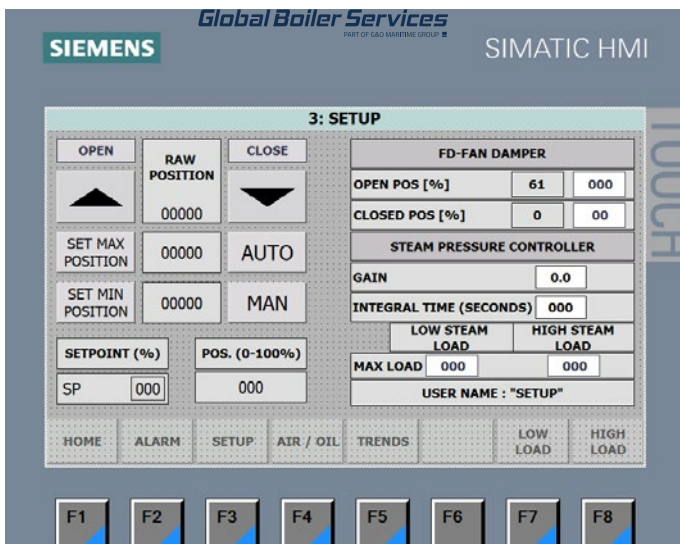 Global Boiler Services
PART OF G&O MARITIME GROUP
SIEMENS
SIMATIC HMI
TOUCH
3: SETUP
OPEN
RAW POSITION
CLOSE
00000
SET MAX POSITION
00000
AUTO
SET MIN POSITION
00000
MAN
SETPOINT (%)
POS. (0-100%)
SP 000
000
FD-FAN DAMPER
OPEN POS [%] 61 000
CLOSED POS [%] 0 00
STEAM PRESSURE CONTROLLER
GAIN 0.0
INTEGRAL TIME (SECONDS) 000
LOW STEAM LOAD
HIGH STEAM LOAD
MAX LOAD 000 000
USER NAME : "SETUP"
HOME ALARM SETUP AIR / OIL TRENDS LOW LOAD HIGH LOAD
F1 F2 F3 F4 F5 F6 F7 F8